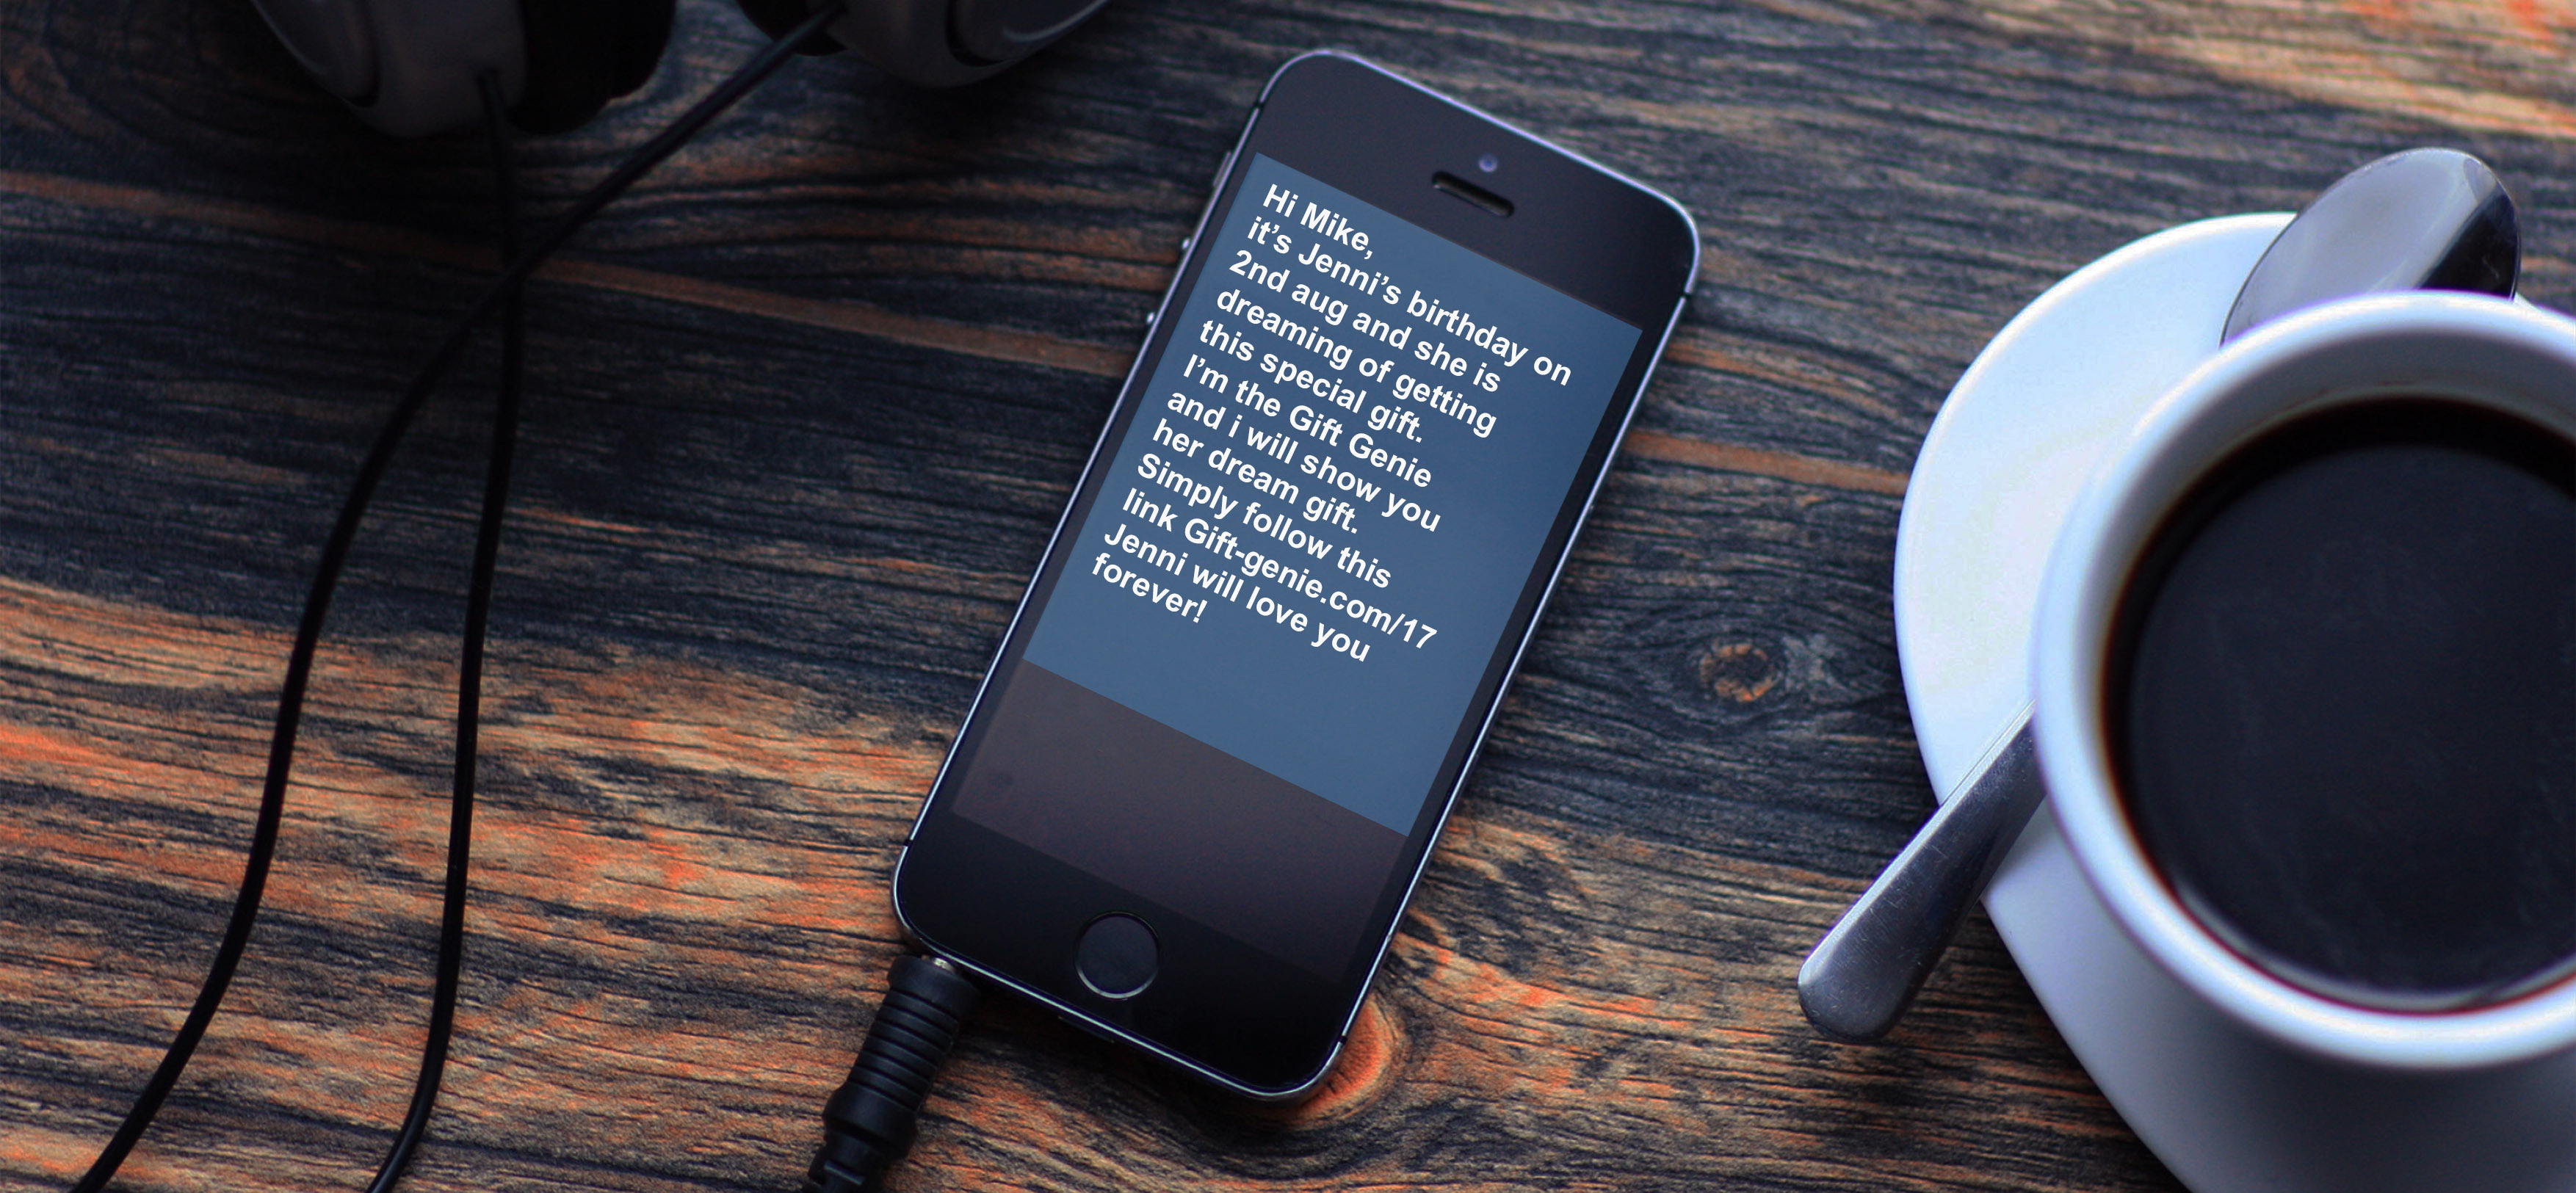 Hi Mike,
it’s Jenni’s birthday on
2nd aug and she is
dreaming of getting
this special gift.
I’m the Gift Genie
and i will show you
her dream gift.
Simply follow this
link Gift-genie.com/17
Jenni will love you
forever!